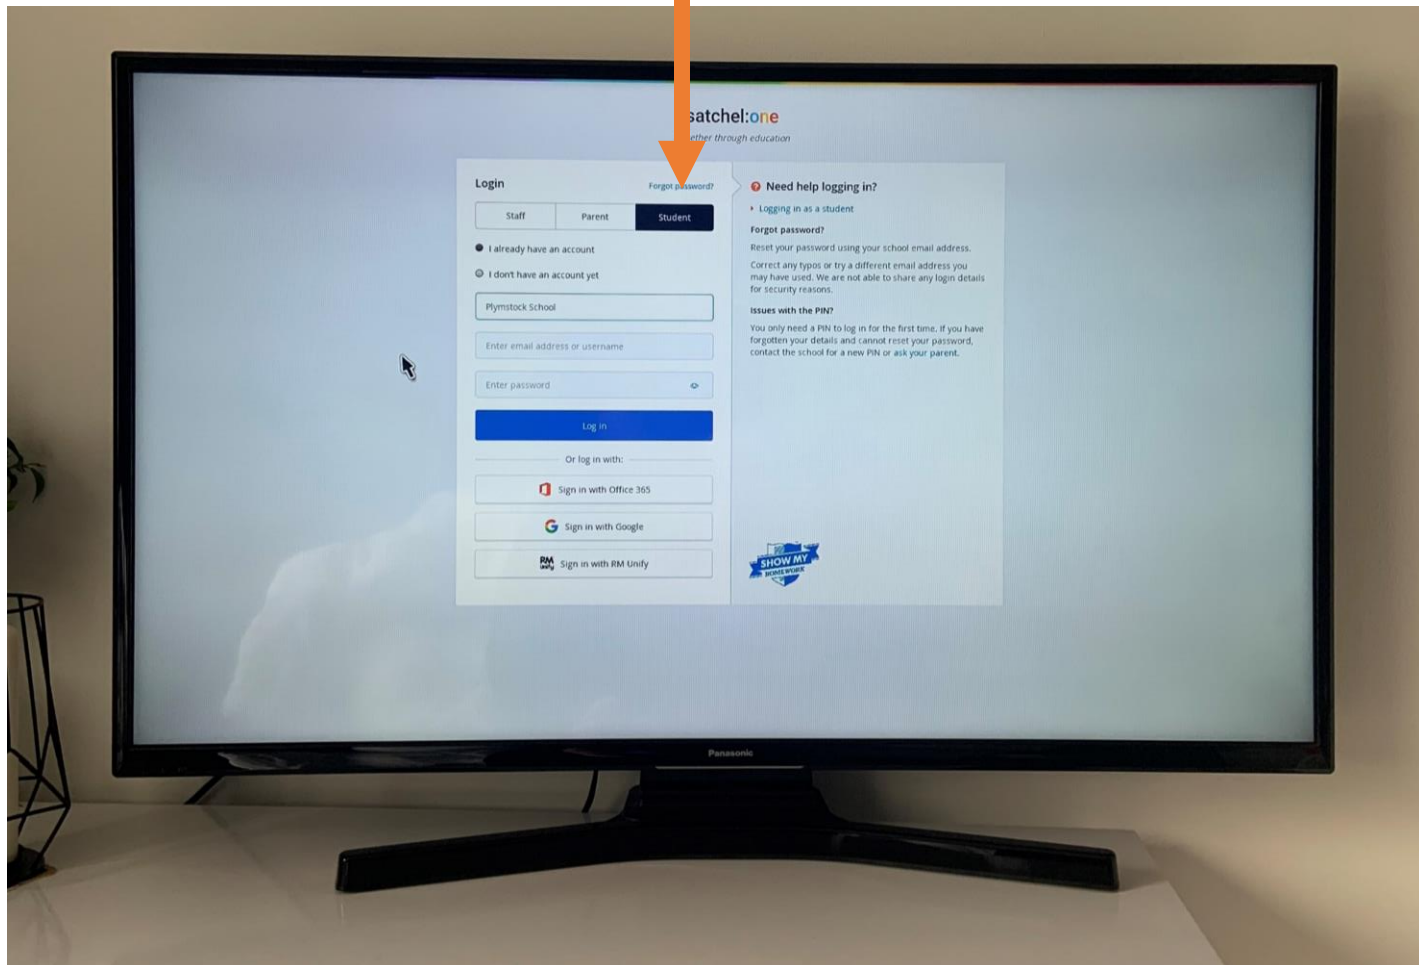 satchel:one
ether through education
Login
Forgot password?
Staff
Parent
Student
I already have an account
I don't have an account yet
Plymstock School
Enter email address or username
Enter password
Log in
Or log in with:
Sign in with Office 365
Sign in with Google
RM
unify
Sign in with RM Unify
Need help logging in?
Logging in as a student
Forgot password?
Reset your password using your school email address.
Correct any typos or try a different email address you
may have used. We are not able to share any login details
for security reasons.
Issues with the PIN?
You only need a PIN to log in for the first time. If you have
forgotten your details and cannot reset your password,
contact the school for a new PIN or ask your parent.
SHOW MY
HOMEWORK
Panasonic